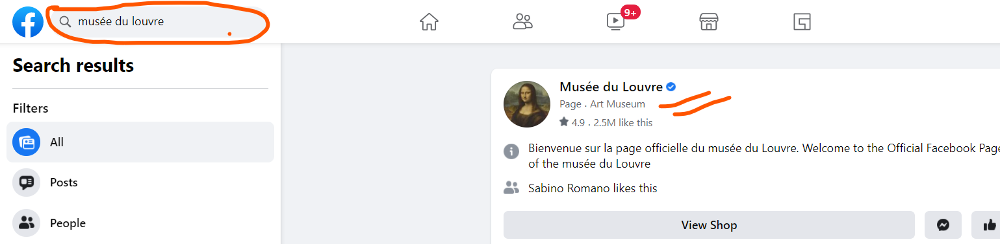 musée du louvre
9+
Search results
Filters
All
Posts
People
Musée du Louvre
Page . Art Museum
4.9 . 2.5M like this
Bienvenue sur la page officielle du musée du Louvre. Welcome to the Official Facebook Page
of the musée du Louvre
Sabino Romano likes this
View Shop